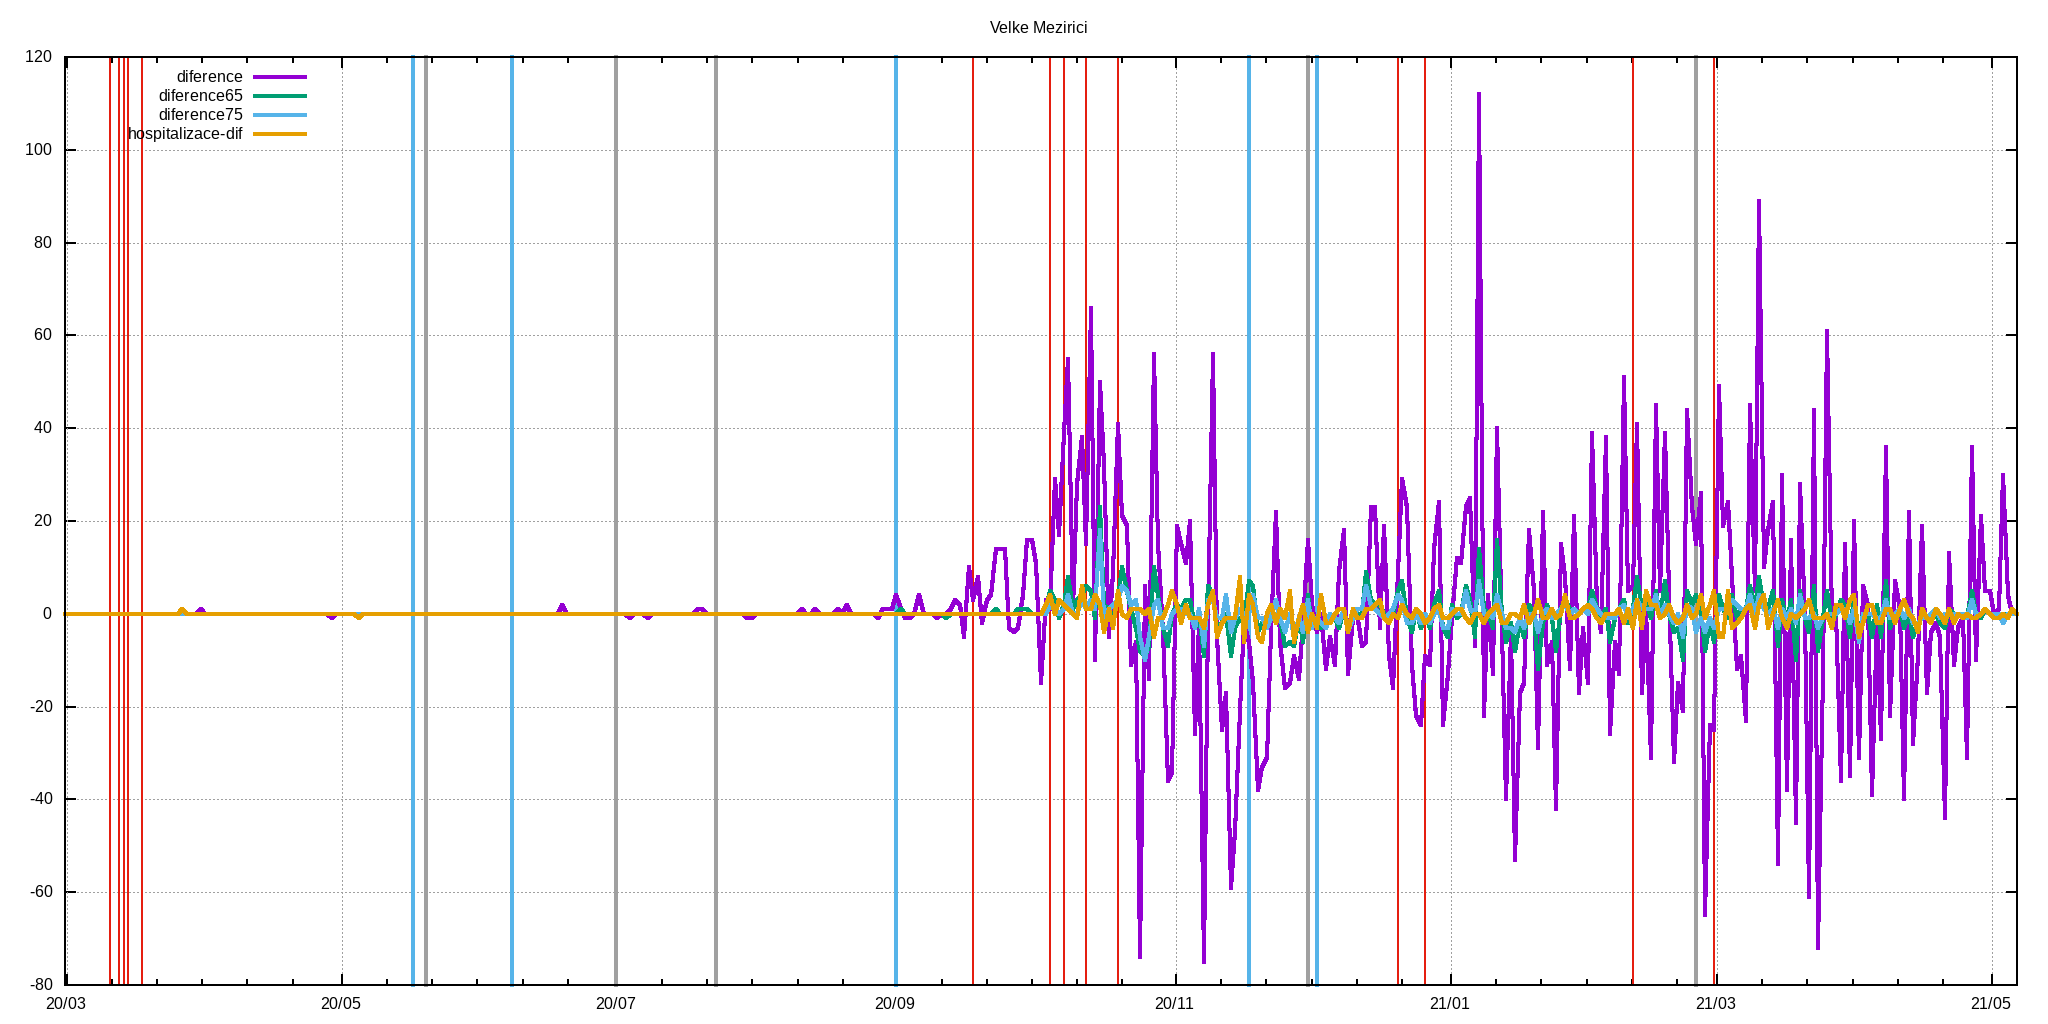 Velke Mezirici
120
100
80
60
40
20
0
-20
-40
-60
-80
diference
diference65
diference75
hospitalizace-dif
20/03 20/05 20/07 20/09 20/11 21/01 21/03 21/05